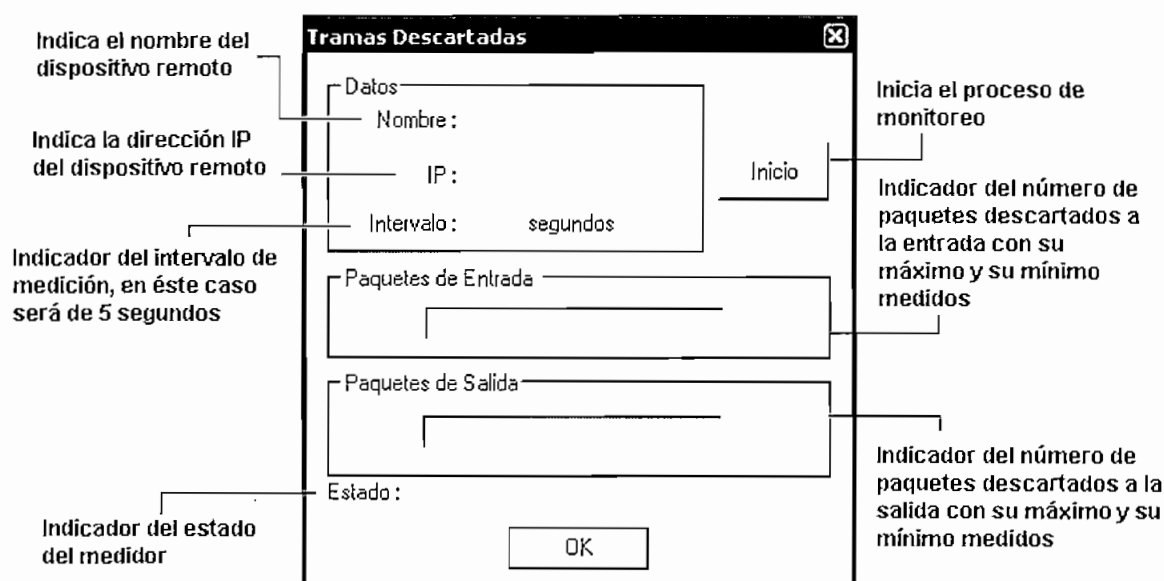 Indica el nombre del
dispositivo remoto
Indica la dirección IP
del dispositivo remoto
Indicador del intervalo de
medición, en éste caso
será de 5 segundos
Indicador del estado
del medidor
Tramas Descartadas
Datos
Nombre :
IP :
Intervalo : segundos
Inicio
Paquetes de Entrada
Paquetes de Salida
Estado :
OK
Inicia el proceso de
monitoreo
Indicador del número de
paquetes descartados a
la entrada con su
máximo y su mínimo
medidos
Indicador del número de
paquetes descartados a la
salida con su máximo y su
mínimo medidos